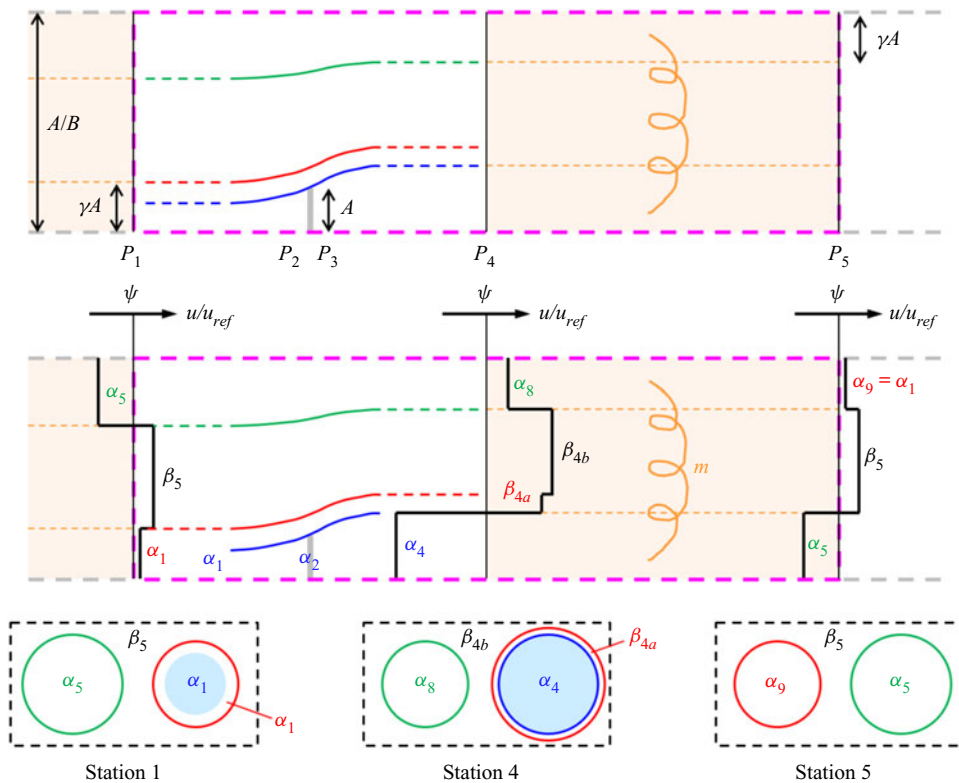 γA
A/B
γA
A
P1 P2 P3 P4 P5
ψ ψ ψ
u/uref u/uref u/uref
α5 α8 α9 = α1
β5 β4b β5
β4a m
α1 α1 α2 α4 α5
β5 β4b β4a β5
α5 α1 α8 α4 α9 α5
α1
Station 1 Station 4 Station 5